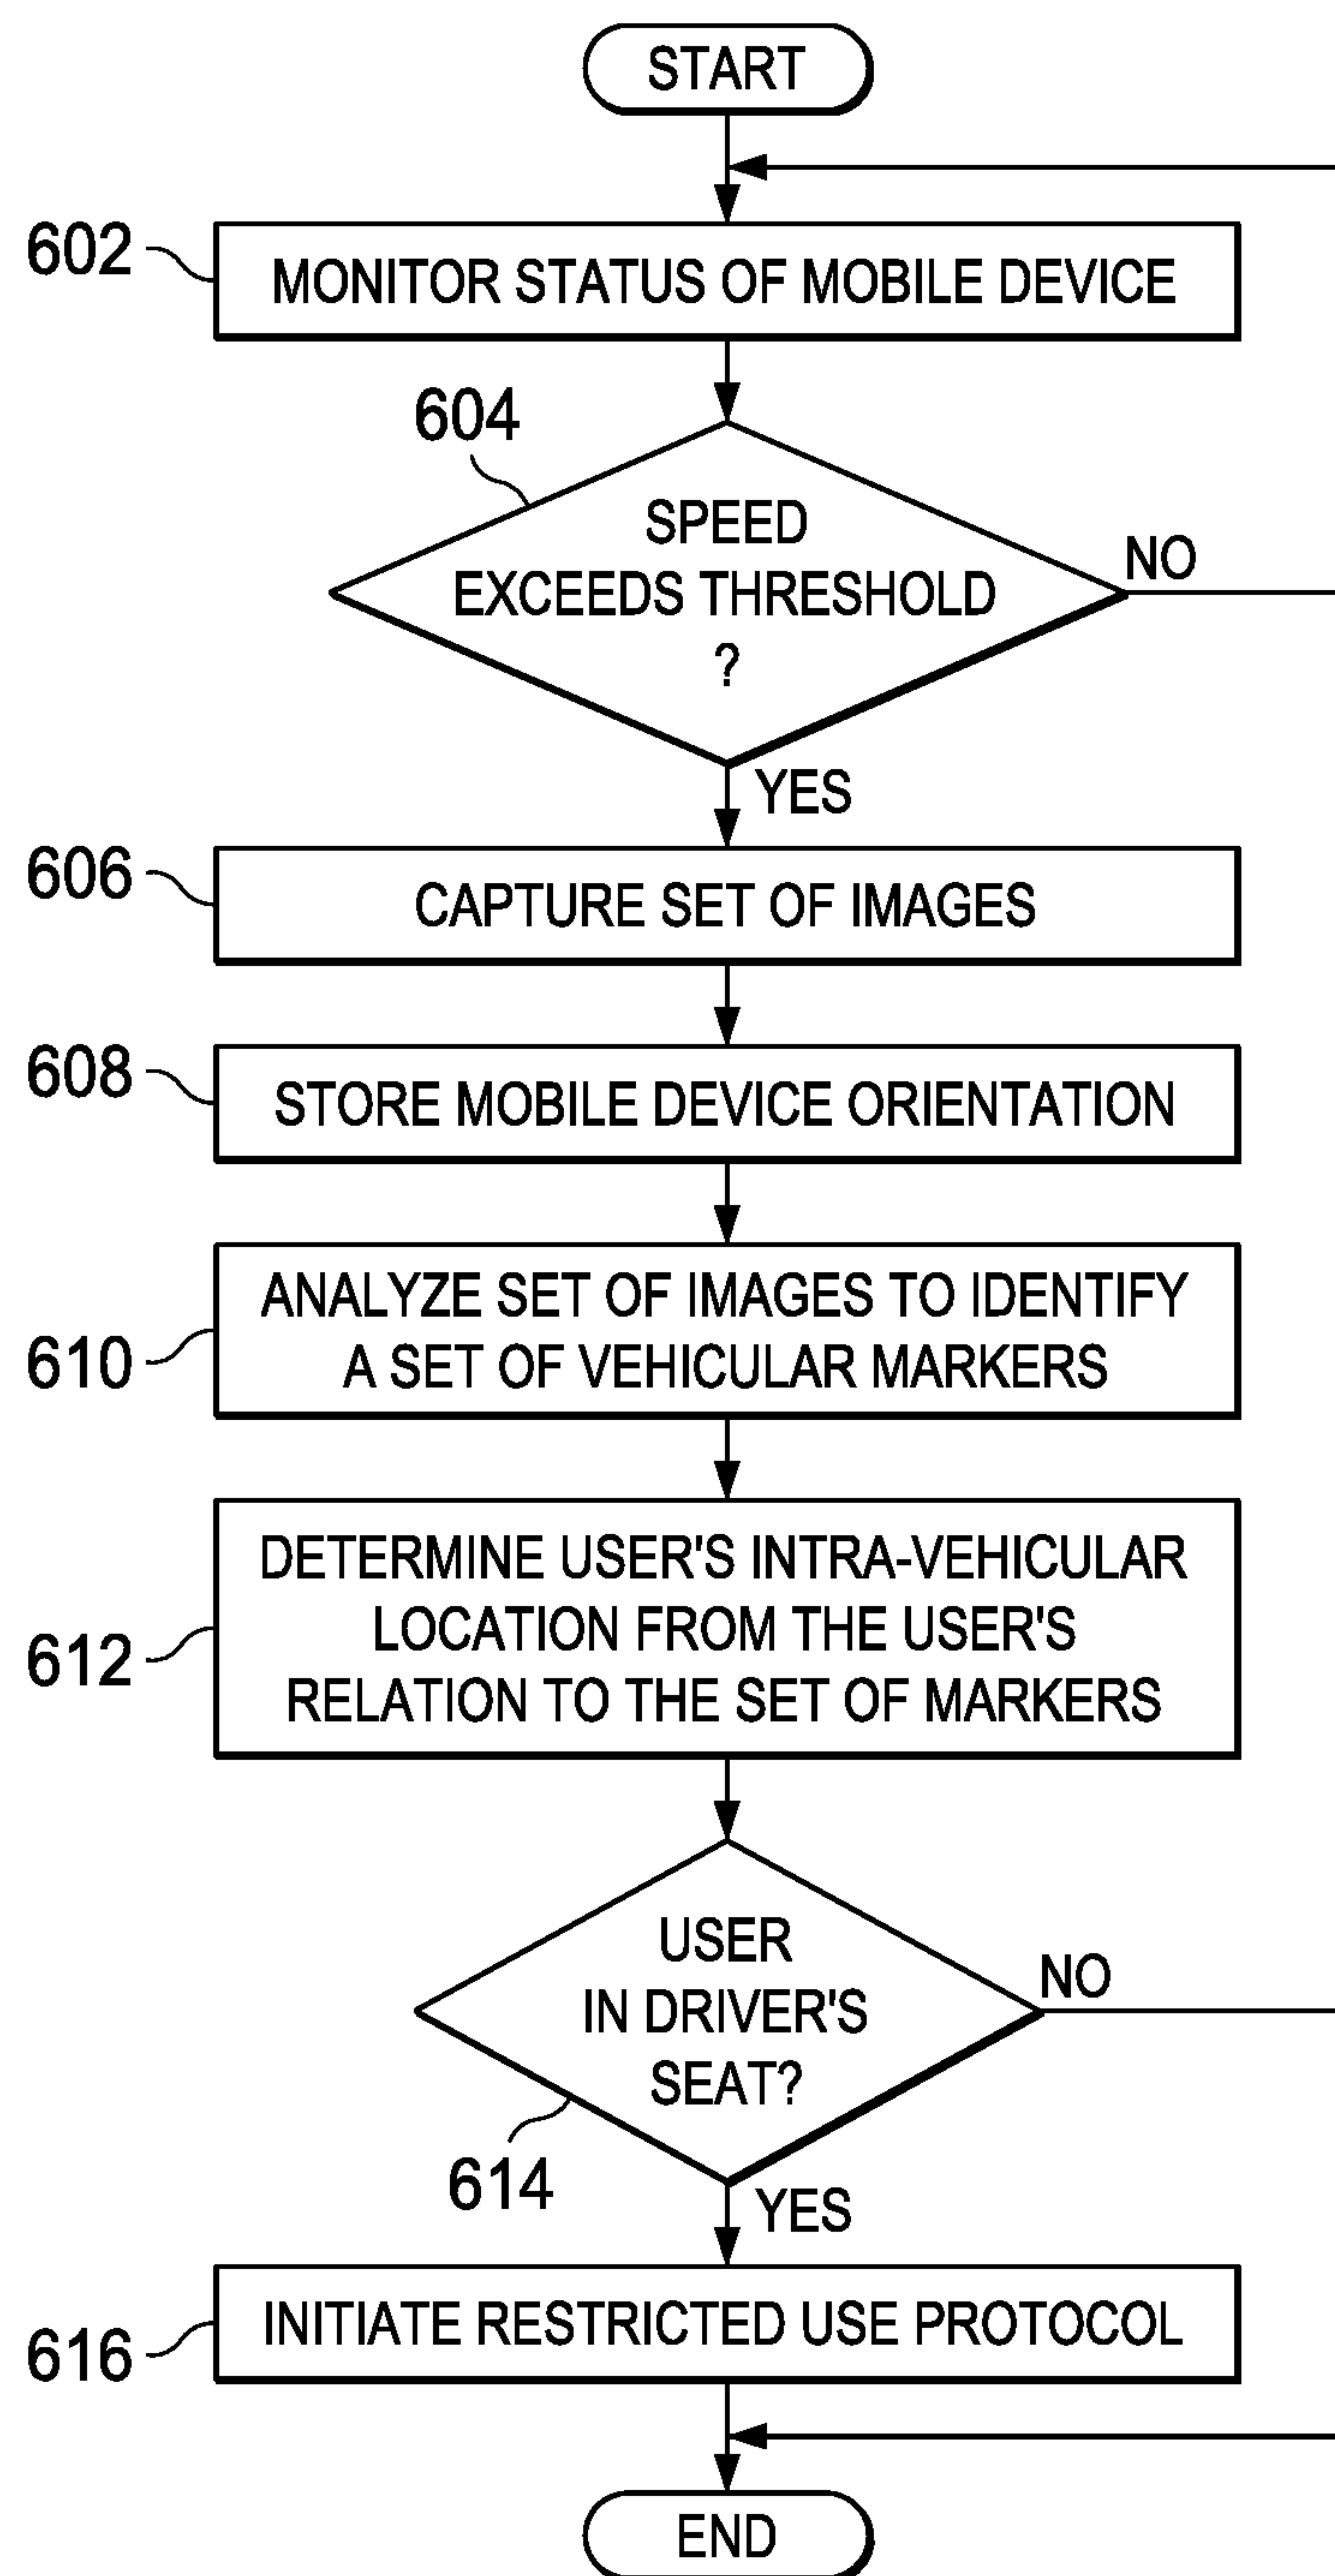 START
602
MONITOR STATUS OF MOBILE DEVICE
604
SPEED
EXCEEDS THRESHOLD
?
NO
YES
606
CAPTURE SET OF IMAGES
608
STORE MOBILE DEVICE ORIENTATION
610
ANALYZE SET OF IMAGES TO IDENTIFY
A SET OF VEHICULAR MARKERS
612
DETERMINE USER'S INTRA-VEHICULAR
LOCATION FROM THE USER'S
RELATION TO THE SET OF MARKERS
USER
IN DRIVER'S
SEAT?
NO
614
YES
616
INITIATE RESTRICTED USE PROTOCOL
END